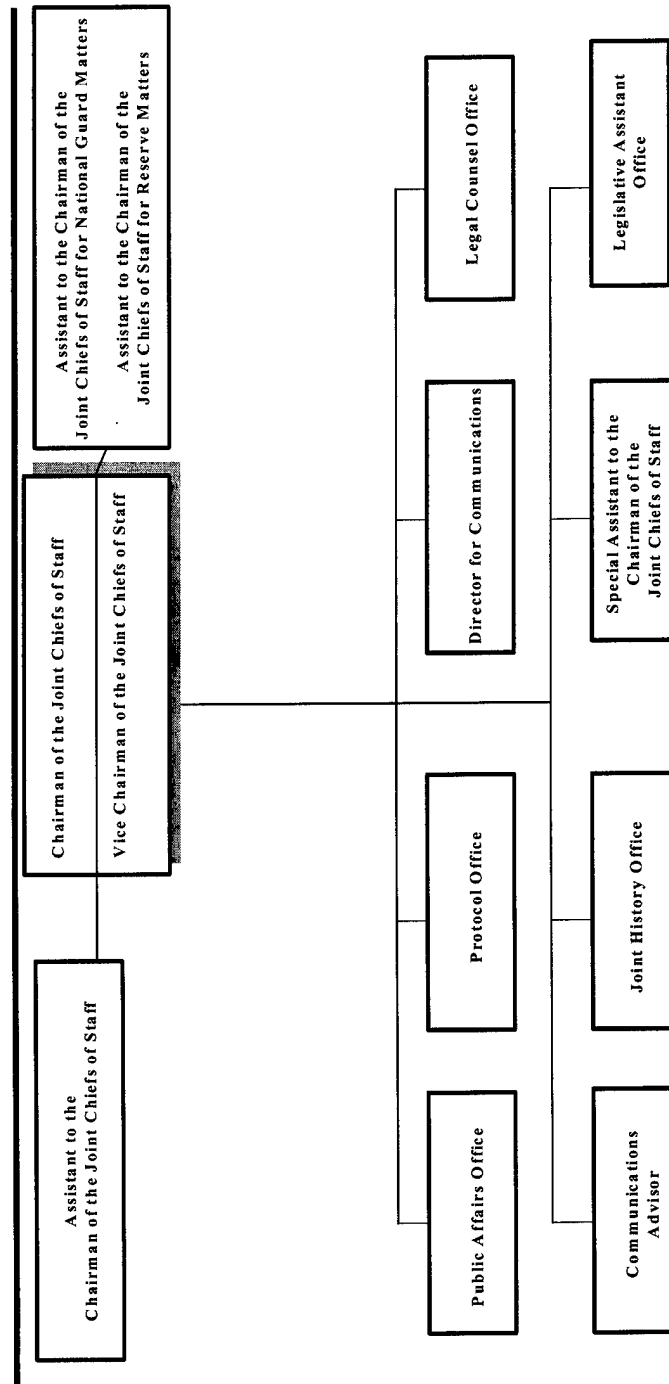 Assistant to the
Chairman of the Joint Chiefs of Staff
Chairman of the Joint Chiefs of Staff
Vice Chairman of the Joint Chiefs of Staff
Assistant to the Chairman of the
Joint Chiefs of Staff for National Guard Matters
Assistant to the Chairman of the
Joint Chiefs of Staff for Reserve Matters
Public Affairs Office
Protocol Office
Director for Communications
Legal Counsel Office
Communications
Advisor
Joint History Office
Special Assistant to the
Chairman of the
Joint Chiefs of Staff
Legislative Assistant
Office